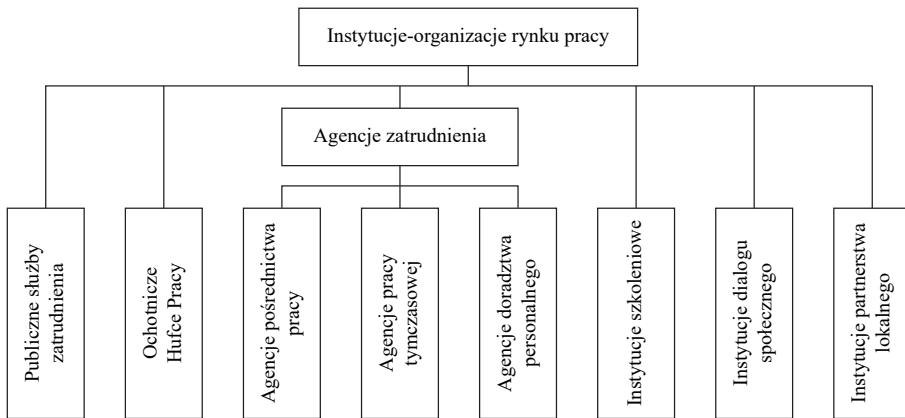 Instytucje-organizacje rynku pracy
Agencje zatrudnienia
Publiczne służby
zatrudnienia
Ochotnicze
Hufce Pracy
Agencje pośrednictwa
pracy
Agencje pracy
tymczasowej
Agencje doradztwa
personalnego
Instytucje szkoleniowe
Instytucje dialogu
społecznego
Instytucje partnerstwa
lokalnego